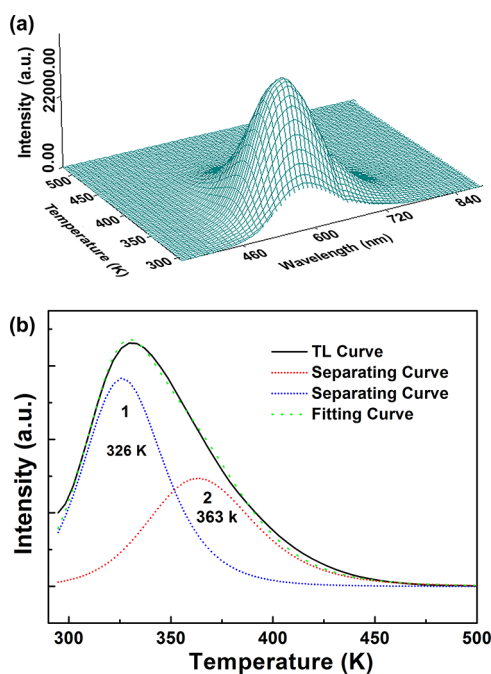 (a)
Intensity (a.u.)
22000.00
0.00
500
450
400
350
300
Temperature (K)
460
600
720
840
Wavelength (nm)
(b)
Intensity (a.u.)
TL Curve
Separating Curve
Separating Curve
Fitting Curve
1
326 K
2
363 k
300
350
400
450
500
Temperature (K)